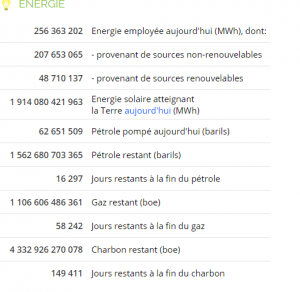 ÉNERGIE
256 363 202 Energie employée aujourd'hui (MWh), dont:
207 653 065 - provenant de sources non-renouvelables
48 710 137 - provenant de sources renouvelables
1 914 080 421 963 Energie solaire atteignant
la Terre aujourd'hui (MWh)
62 651 509 Pétrole pompé aujourd'hui (barils)
1 562 680 703 365 Pétrole restant (barils)
16 297 Jours restants à la fin du pétrole
1 106 606 486 361 Gaz restant (boe)
58 242 Jours restants à la fin du gaz
4 332 926 270 078 Charbon restant (boe)
149 411 Jours restants à la fin du charbon